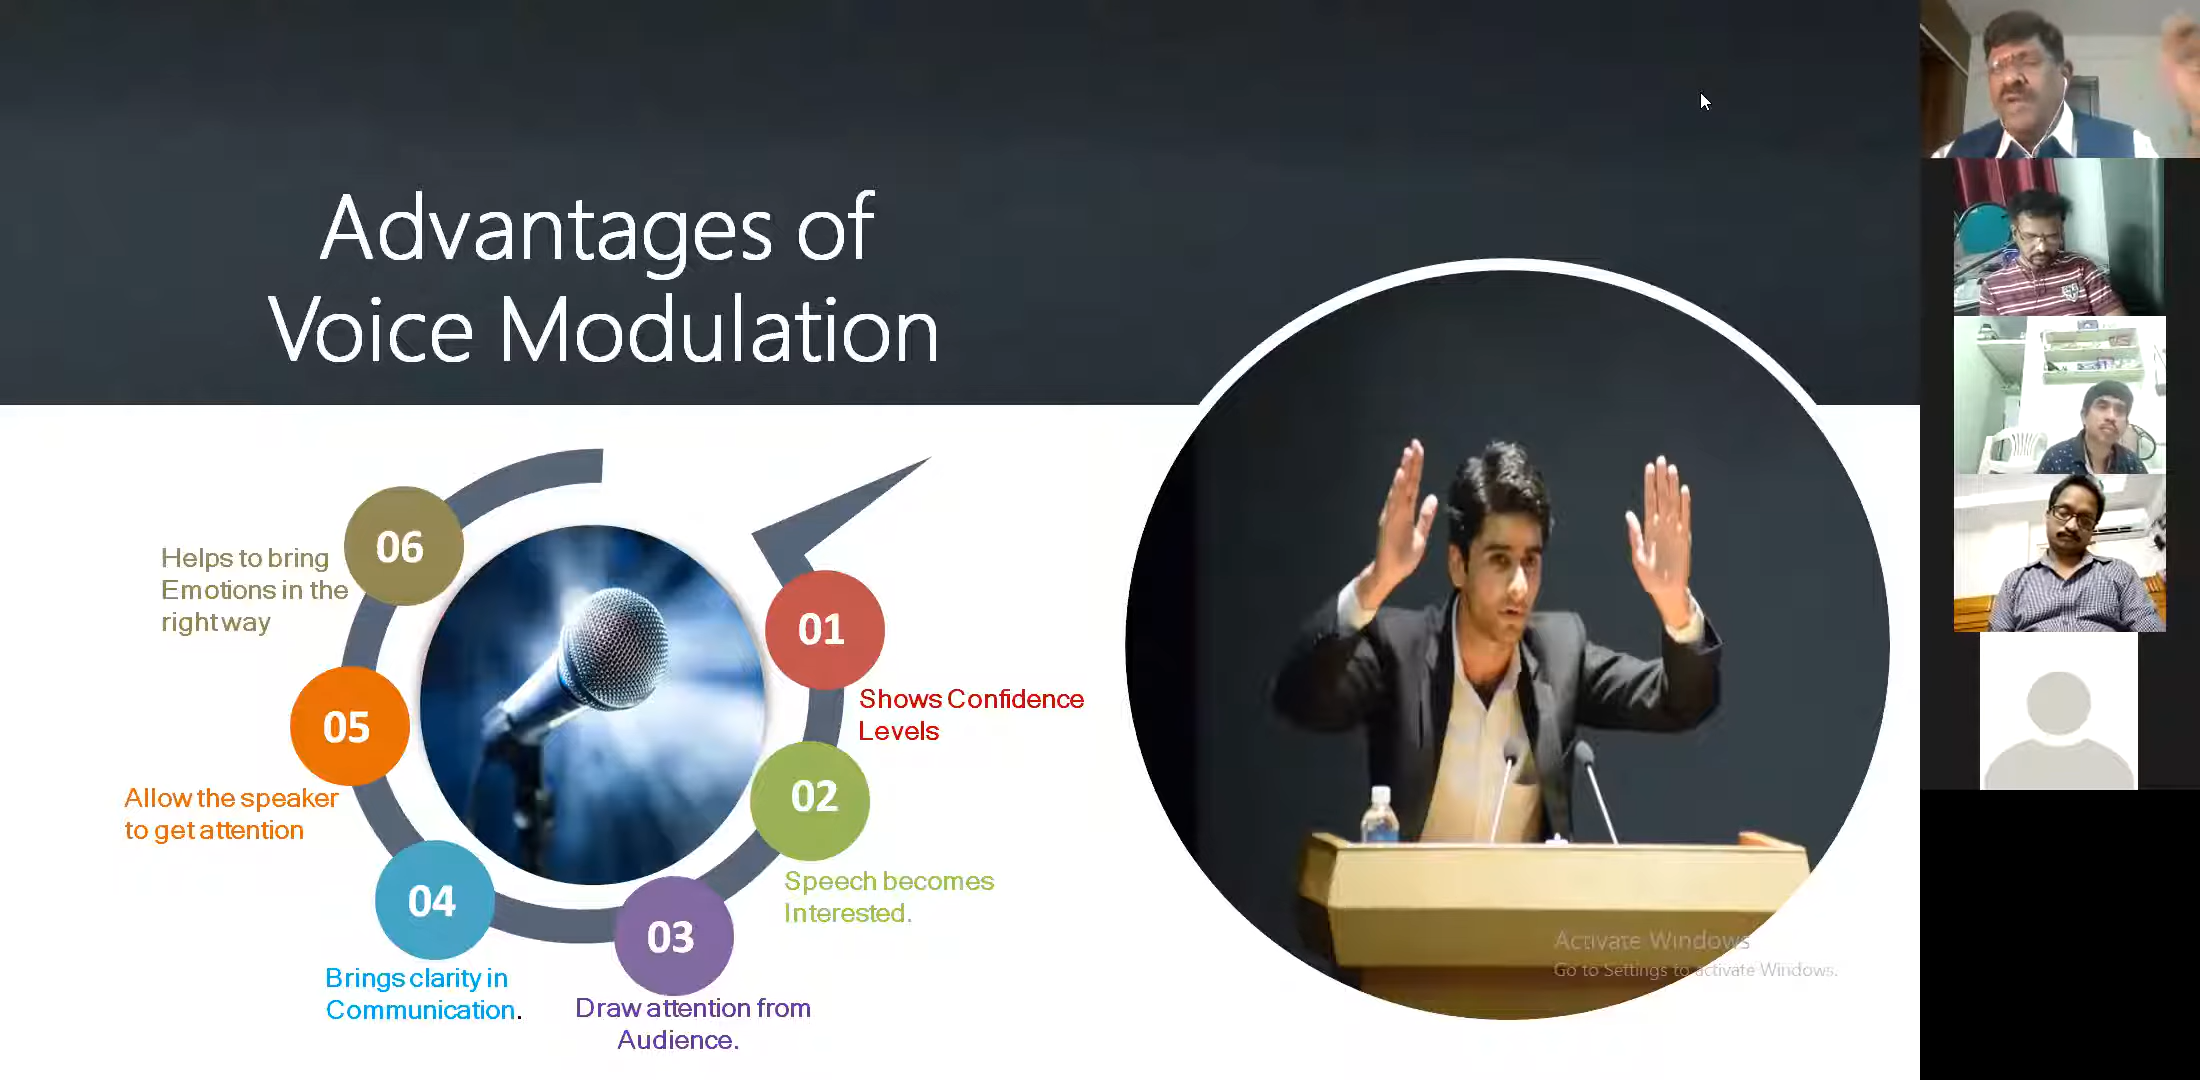 Advantages of
Voice Modulation
01
Shows Confidence
Levels
02
Speech becomes
Interested.
03
Draw attention from
Audience.
04
Brings clarity in
Communication.
05
Allow the speaker
to get attention
06
Helps to bring
Emotions in the
right way
Activate Windows
Go to Settings to activate Windows.